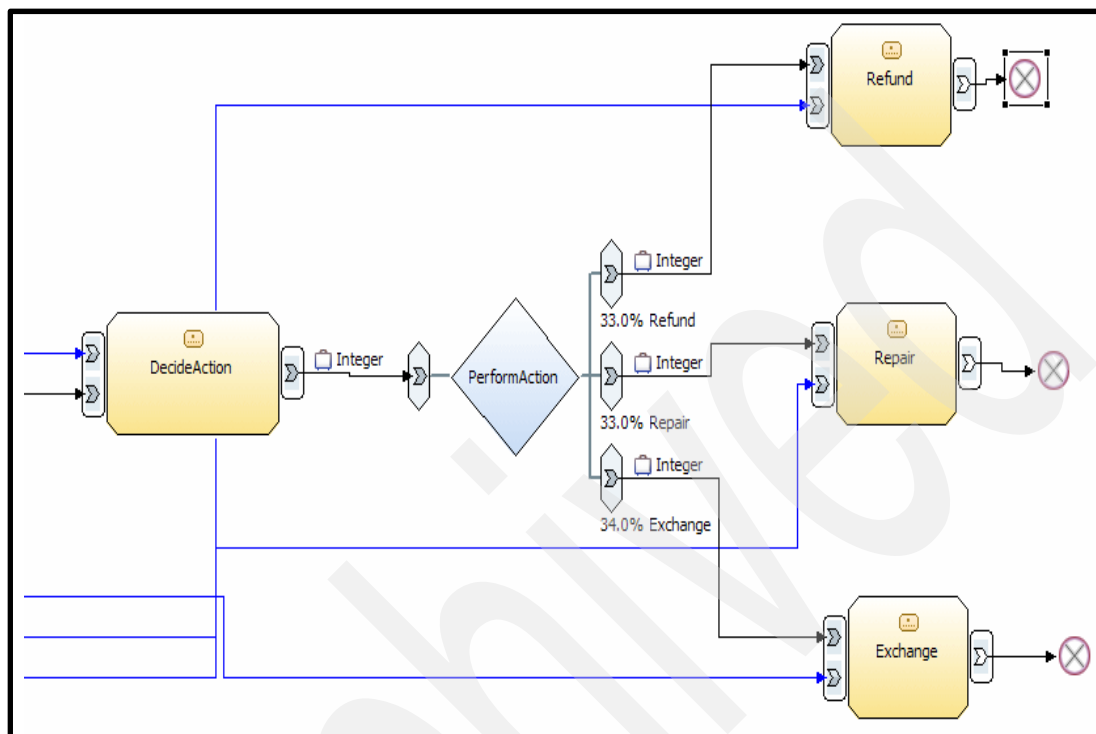 Refund
Integer
33.0% Refund
DecideAction
Integer
PerformAction
Integer
33.0% Repair
Repair
Integer
34.0% Exchange
Exchange